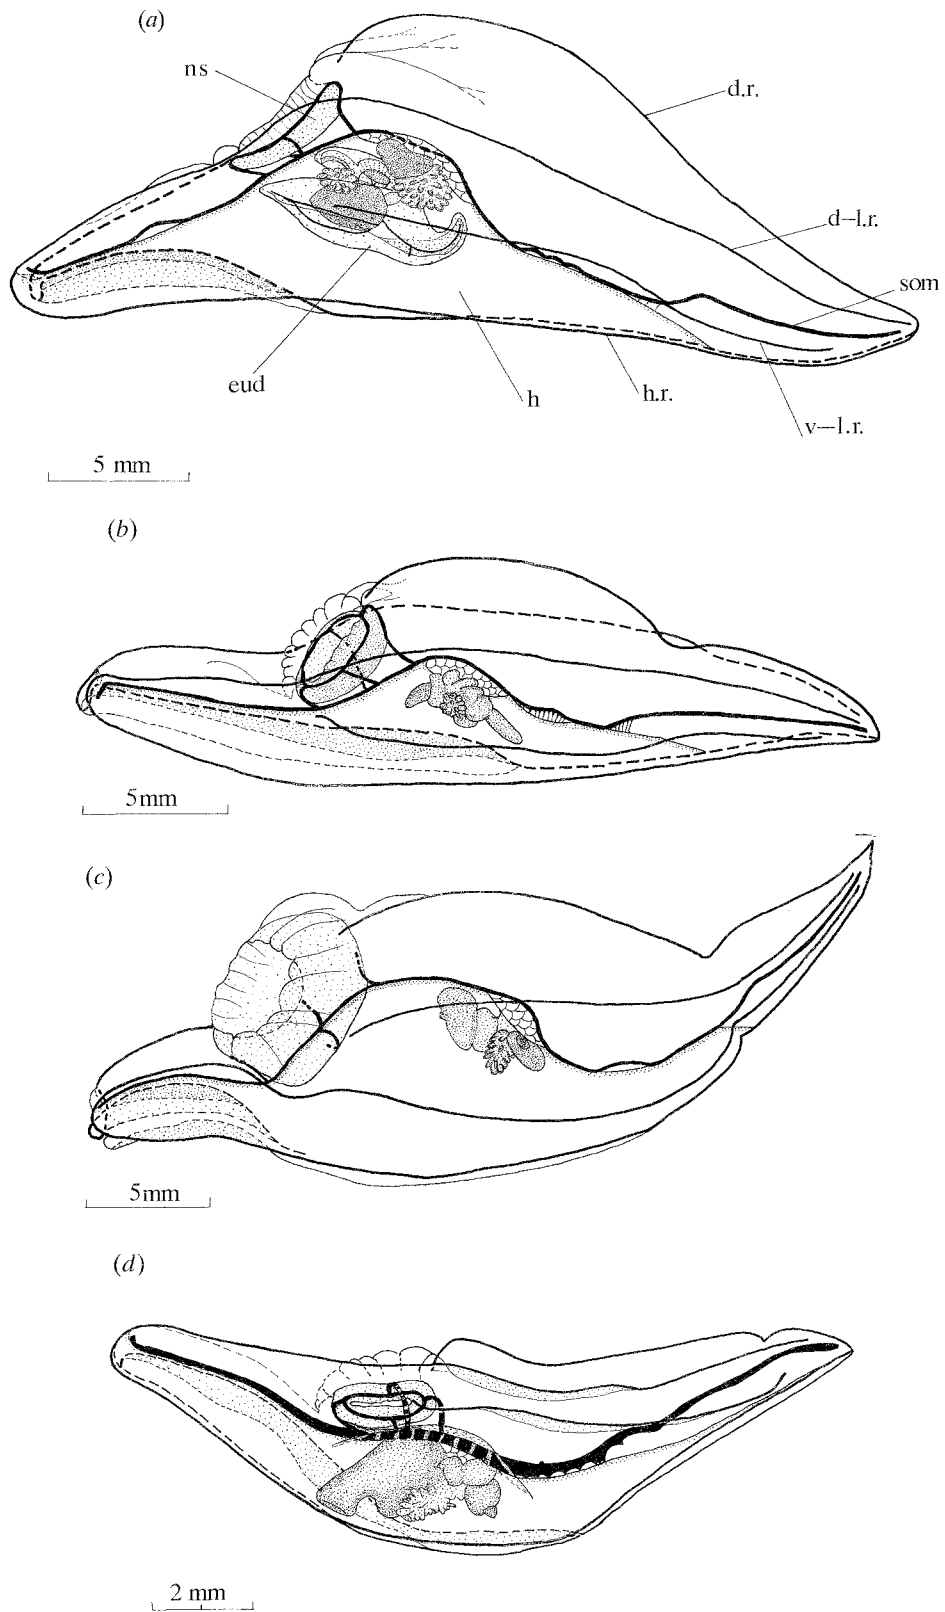 (a)
ns
d.r.
d–l.r.
som
eud
h
h.r.
v–l.r.
5 mm
(b)
5mm
(c)
5mm
(d)
2 mm